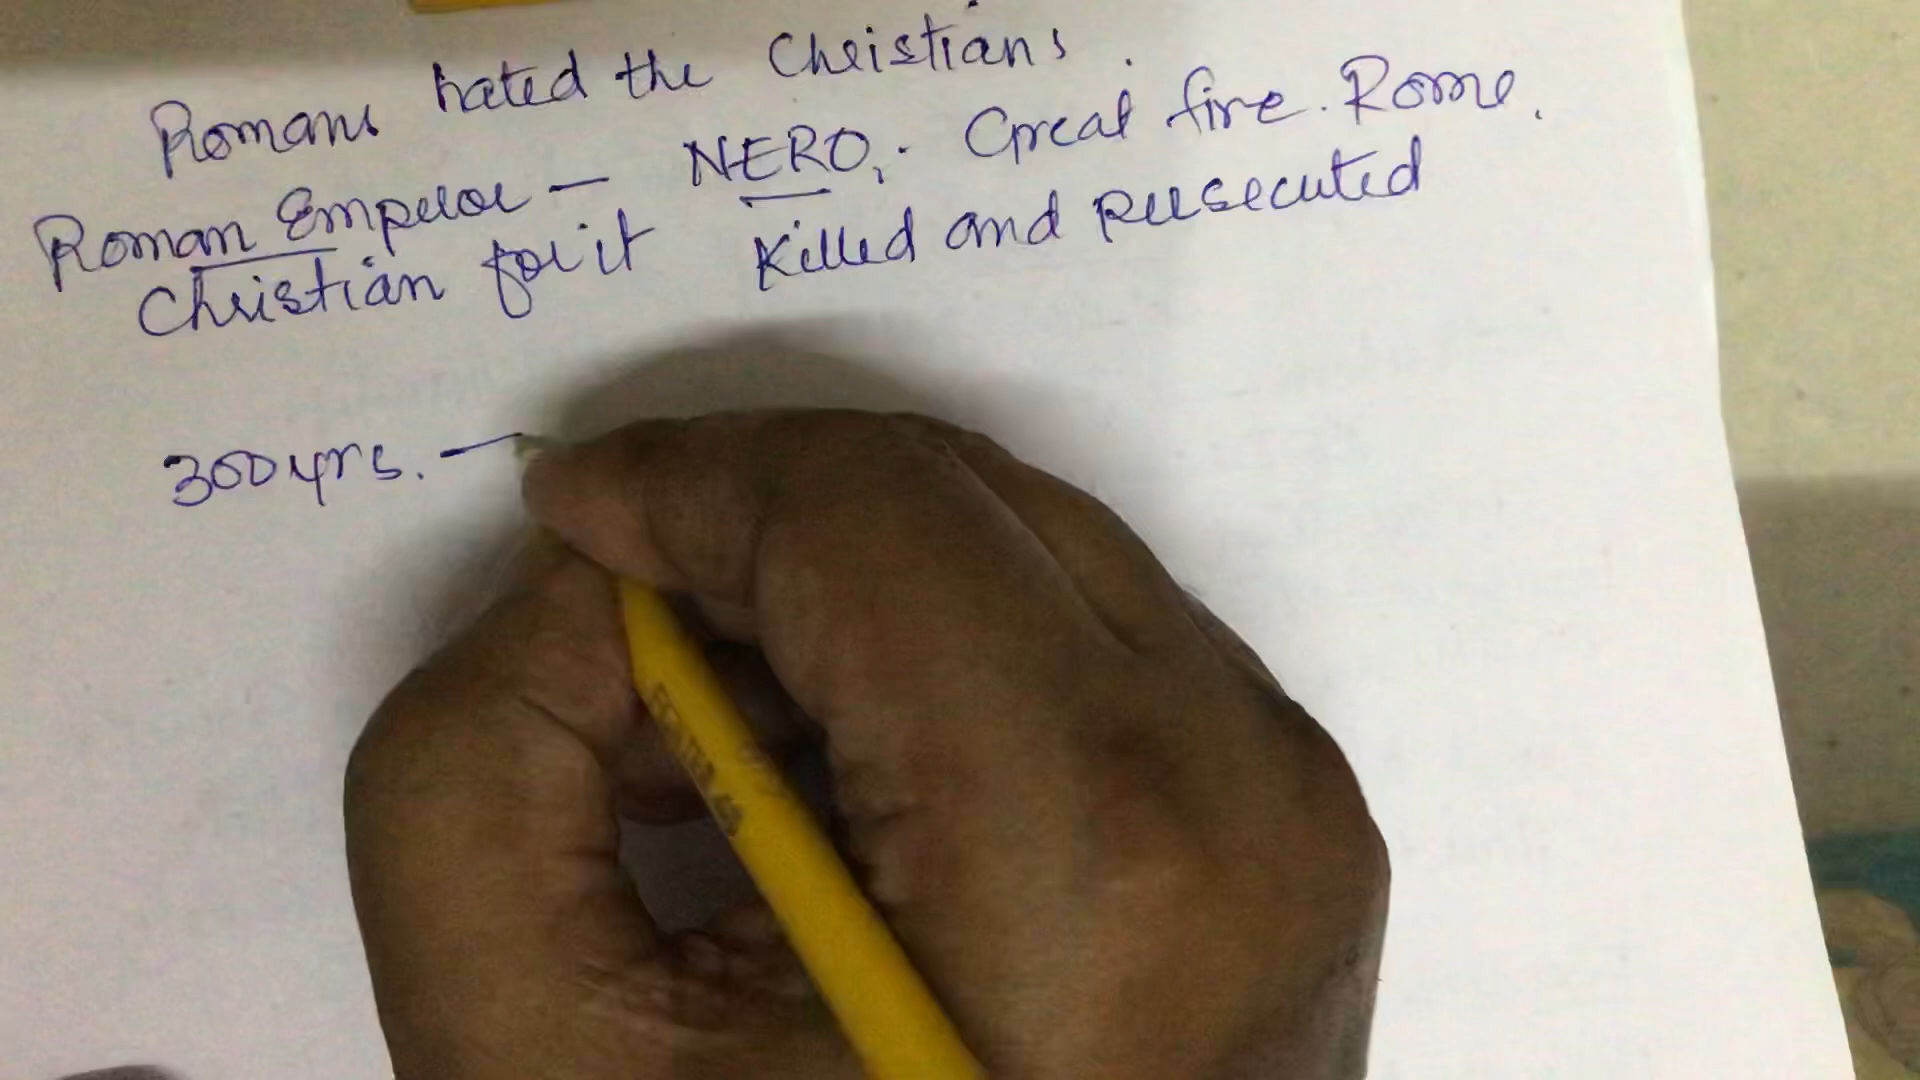 Romans hated the Christians.
Roman Emperor — NERO, . Great fire . Rome.
Christian for it killed and persecuted
300 yrs. —